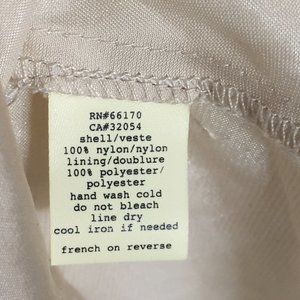 RN#66170
CA#32054
shell/veste
100% nylon/nylon
lining/doublure
100% polyester/
polyester
hand wash cold
do not bleach
line dry
cool iron if needed
french on reverse